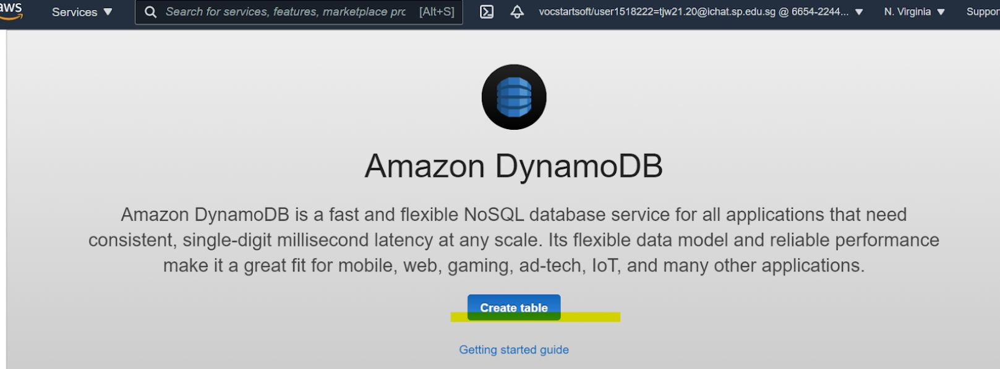 aws Services ▼ Search for services, features, marketplace prc [Alt+S] vocstartsoft/user1518222=tjw21.20@ichat.sp.edu.sg @ 6654-2244... ▼ N. Virginia ▼ Suppor
Amazon DynamoDB
Amazon DynamoDB is a fast and flexible NoSQL database service for all applications that need
consistent, single-digit millisecond latency at any scale. Its flexible data model and reliable performance
make it a great fit for mobile, web, gaming, ad-tech, IoT, and many other applications.
Create table
Getting started guide